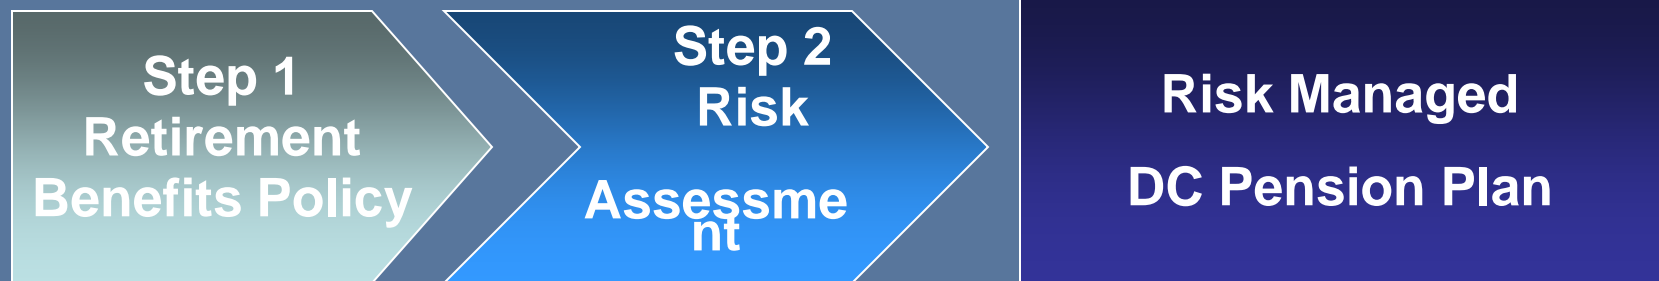 Step 1
Retirement
Benefits Policy
Step 2
Risk
Assessme
nt
Risk Managed
DC Pension Plan